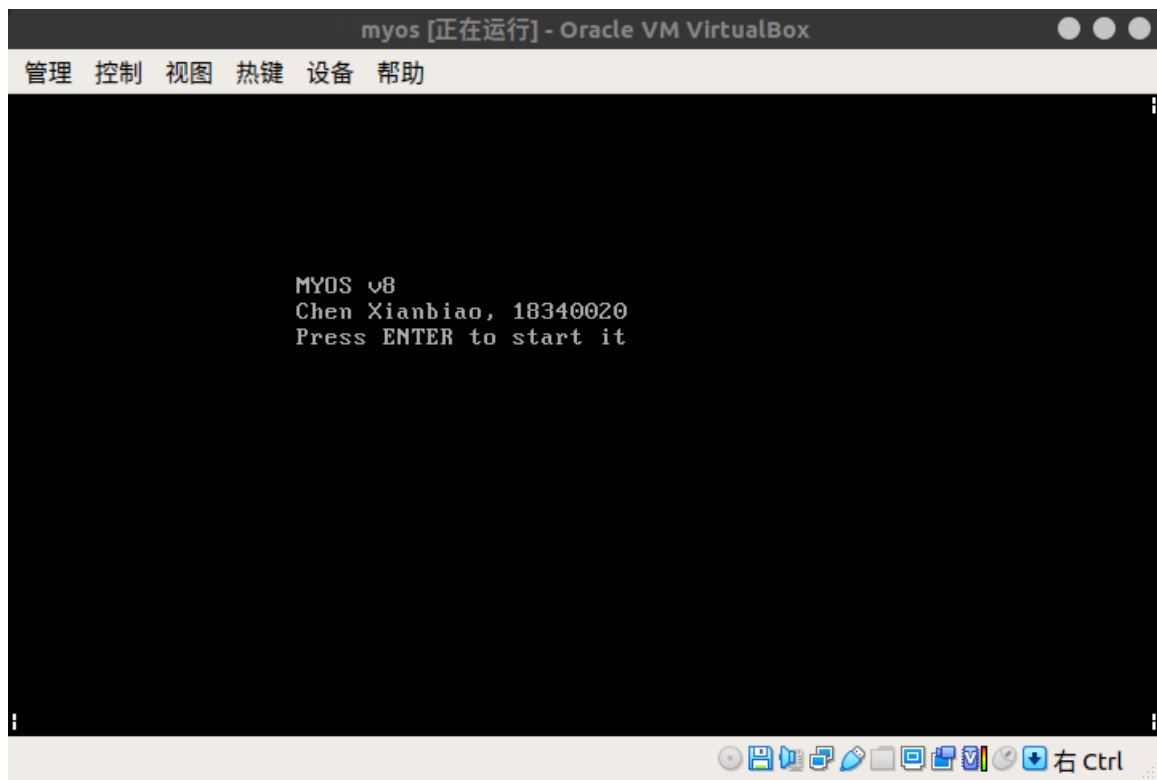 myos [正在运行] - Oracle VM VirtualBox
管理 控制 视图 热键 设备 帮助
MYOS v8
Chen Xianbiao, 18340020
Press ENTER to start it
右 Ctrl